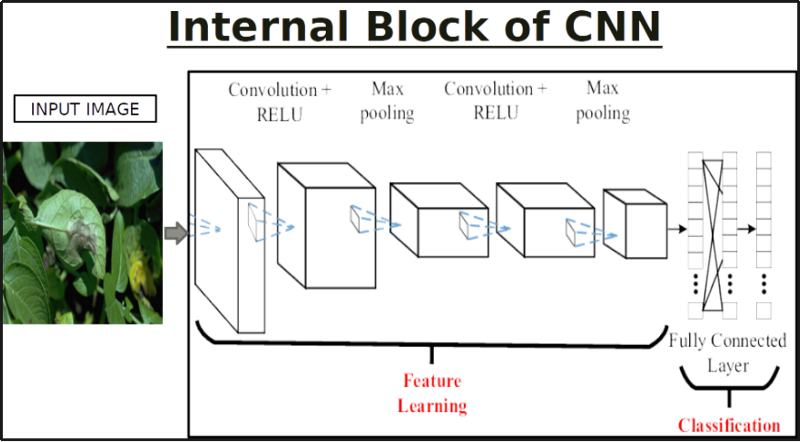 Internal Block of CNN
INPUT IMAGE
Convolution +
RELU
Max
pooling
Convolution +
RELU
Max
pooling
Fully Connected
Layer
Feature
Learning
Classification